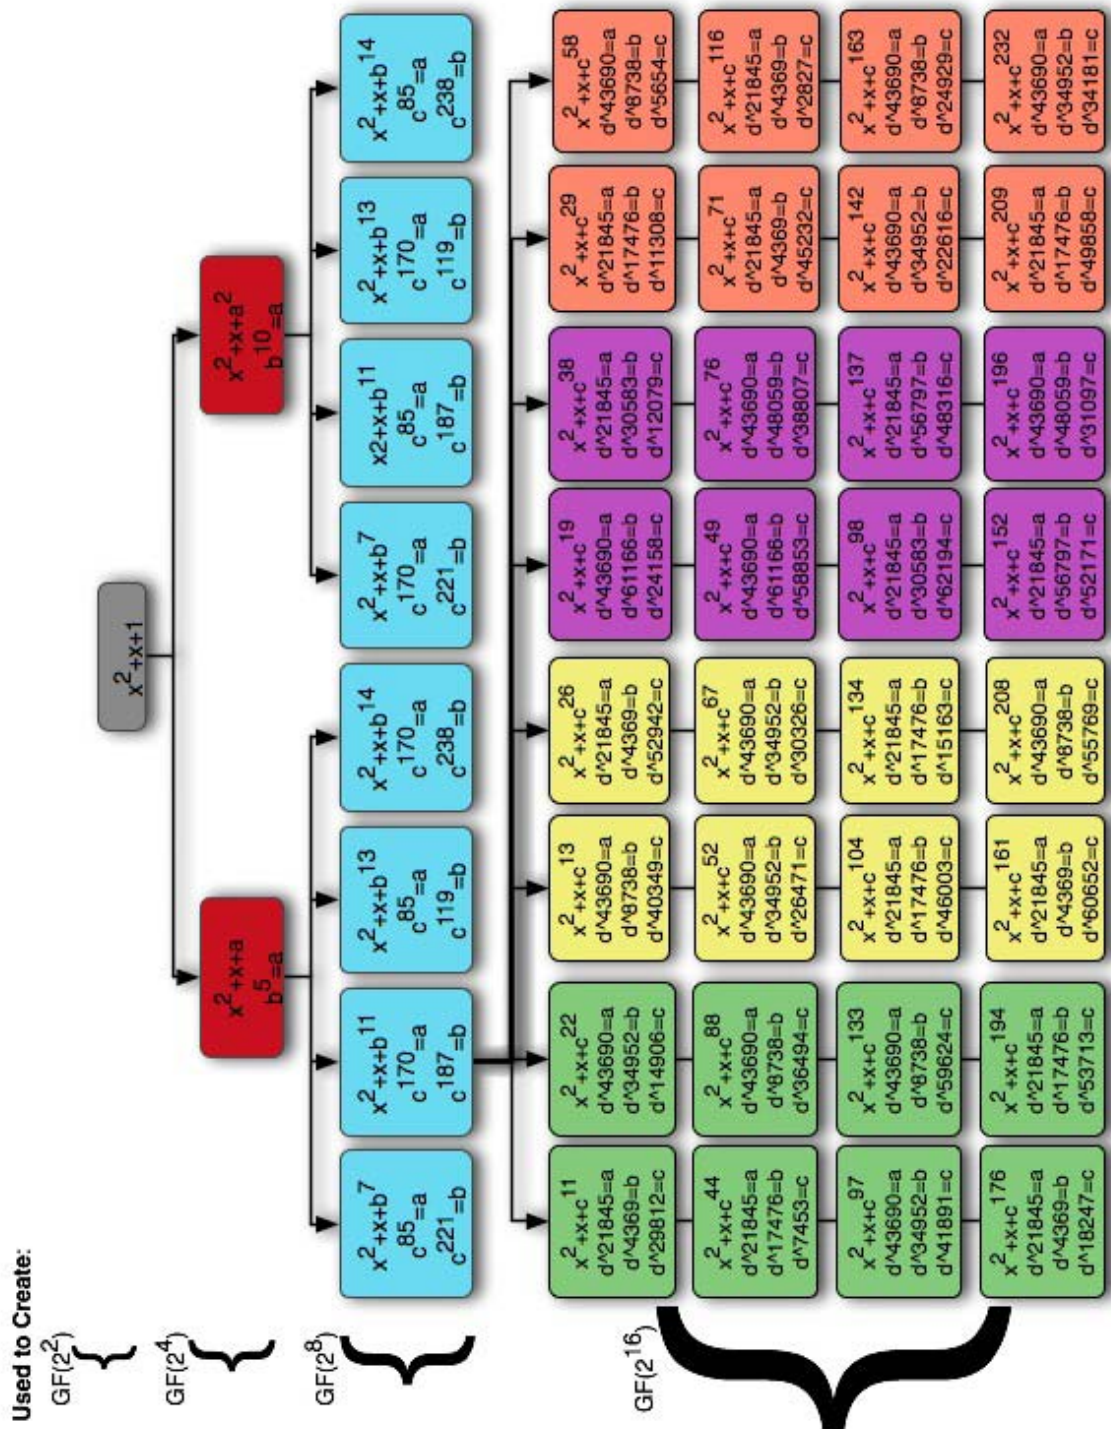 Used to Create:
GF(2^2)
x^2+x+1
GF(2^4)
x^2+x+a
b^5=a
x^2+x+a^2
b^10=a
GF(2^8)
x^2+x+b^7
c^85=a
c^221=b
x^2+x+b^11
c^170=a
c^187=b
x^2+x+b^13
c^85=a
c^119=b
x^2+x+b^14
c^170=a
c^238=b
x^2+x+b^7
c^170=a
c^221=b
x2+x+b^11
c^85=a
c^187=b
x^2+x+b^13
c^170=a
c^119=b
x^2+x+b^14
c^85=a
c^238=b
GF(2^16)
x^2+x+c^11
d^21845=a
d^4369=b
d^29812=c
x^2+x+c^22
d^43690=a
d^34952=b
d^14906=c
x^2+x+c^13
d^43690=a
d^8738=b
d^40349=c
x^2+x+c^26
d^21845=a
d^4369=b
d^52942=c
x^2+x+c^19
d^43690=a
d^61166=b
d^24158=c
x^2+x+c^38
d^21845=a
d^30583=b
d^12079=c
x^2+x+c^29
d^21845=a
d^17476=b
d^11308=c
x^2+x+c^58
d^43690=a
d^8738=b
d^5654=c
x^2+x+c^44
d^21845=a
d^17476=b
d^7453=c
x^2+x+c^88
d^43690=a
d^8738=b
d^36494=c
x^2+x+c^52
d^43690=a
d^34952=b
d^26471=c
x^2+x+c^67
d^43690=a
d^34952=b
d^30326=c
x^2+x+c^49
d^43690=a
d^61166=b
d^58853=c
x^2+x+c^76
d^43690=a
d^48059=b
d^38807=c
x^2+x+c^71
d^21845=a
d^4369=b
d^45232=c
x^2+x+c^116
d^21845=a
d^4369=b
d^2827=c
x^2+x+c^97
d^43690=a
d^34952=b
d^41891=c
x^2+x+c^133
d^43690=a
d^8738=b
d^59624=c
x^2+x+c^104
d^21845=a
d^17476=b
d^46003=c
x^2+x+c^134
d^21845=a
d^17476=b
d^15163=c
x^2+x+c^98
d^21845=a
d^30583=b
d^62194=c
x^2+x+c^137
d^21845=a
d^56797=b
d^48316=c
x^2+x+c^142
d^43690=a
d^34952=b
d^22616=c
x^2+x+c^163
d^43690=a
d^8738=b
d^24929=c
x^2+x+c^176
d^21845=a
d^4369=b
d^18247=c
x^2+x+c^194
d^21845=a
d^17476=b
d^53713=c
x^2+x+c^161
d^21845=a
d^4369=b
d^60652=c
x^2+x+c^208
d^43690=a
d^8738=b
d^55769=c
x^2+x+c^152
d^21845=a
d^56797=b
d^52171=c
x^2+x+c^196
d^43690=a
d^48059=b
d^31097=c
x^2+x+c^209
d^21845=a
d^17476=b
d^49858=c
x^2+x+c^232
d^43690=a
d^34952=b
d^34181=c